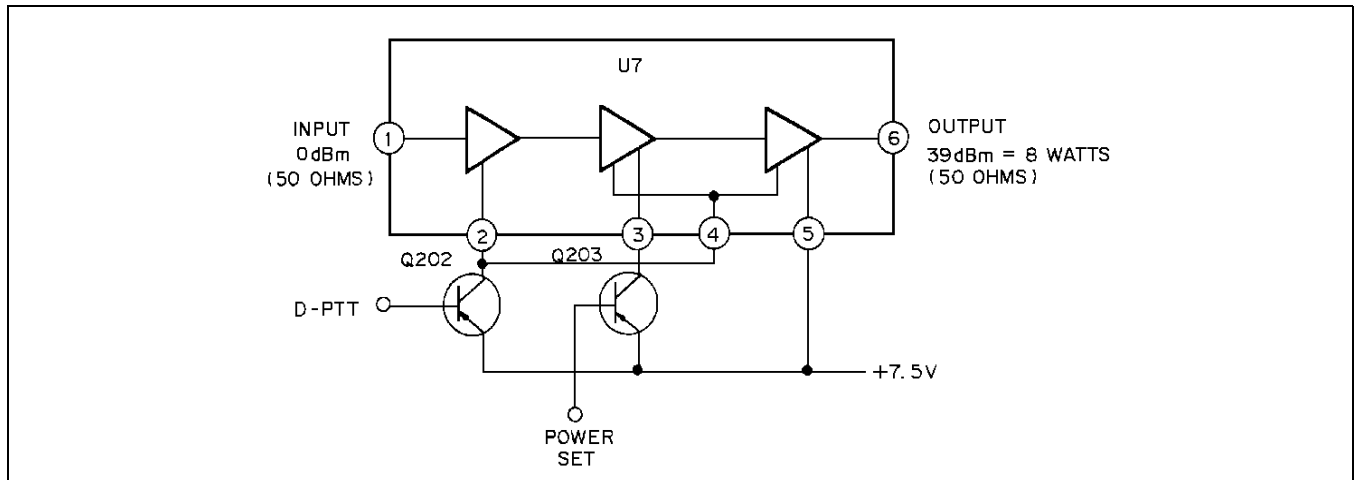 U7
INPUT
0dBm
(50 OHMS)
1
6
OUTPUT
39dBm = 8 WATTS
(50 OHMS)
2
3
4
5
Q202
Q203
D-PTT
+7.5V
POWER
SET